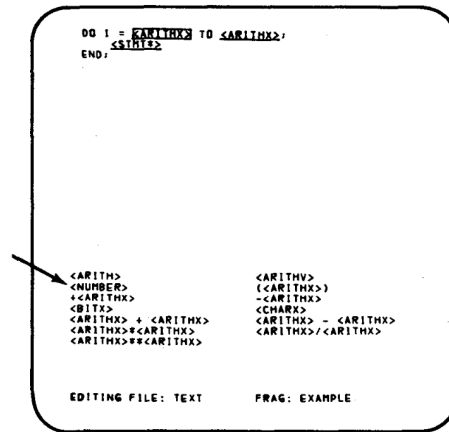 DO I = <ARITHX> TO <ARITHX>;
<STMT*>
END;
<ARITH> <ARITHV>
<NUMBER> (<ARITHX>)
+<ARITHX> -<ARITHX>
<BITX> <CHARX>
<ARITHX> + <ARITHX> <ARITHX> - <ARITHX>
<ARITHX>*<ARITHX> <ARITHX>/<ARITHX>
<ARITHX>**<ARITHX>
EDITING FILE: TEXT FRAG: EXAMPLE